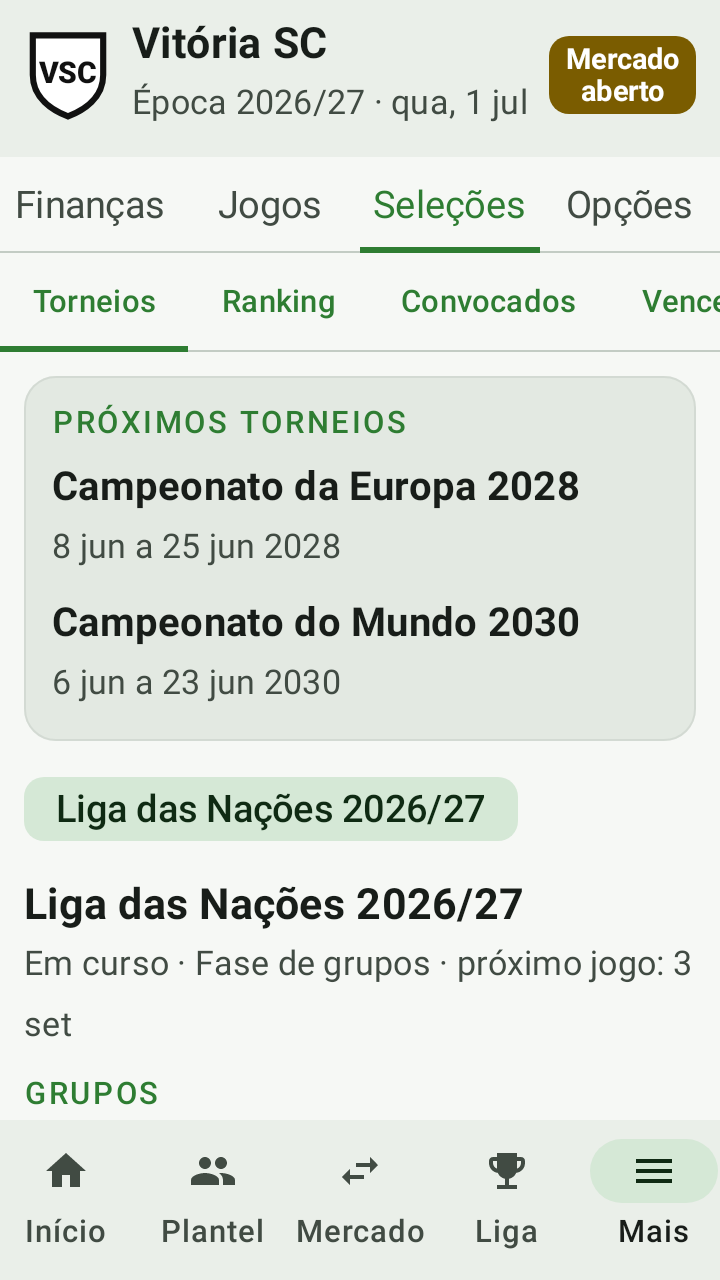 VSC
Vitória SC
Época 2026/27 · qua, 1 jul
Mercado
aberto
Finanças
Jogos
Seleções
Opções
Torneios
Ranking
Convocados
Vence
PRÓXIMOS TORNEIOS
Campeonato da Europa 2028
8 jun a 25 jun 2028
Campeonato do Mundo 2030
6 jun a 23 jun 2030
Liga das Nações 2026/27
Liga das Nações 2026/27
Em curso · Fase de grupos · próximo jogo: 3
set
GRUPOS
Início
Plantel
Mercado
Liga
Mais